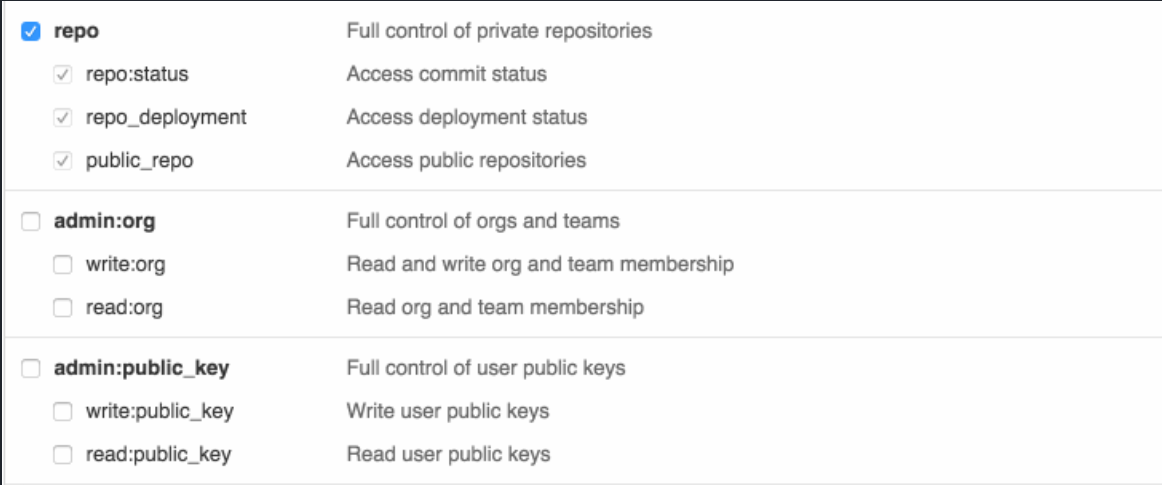 repo Full control of private repositories
repo:status Access commit status
repo_deployment Access deployment status
public_repo Access public repositories
admin:org Full control of orgs and teams
write:org Read and write org and team membership
read:org Read org and team membership
admin:public_key Full control of user public keys
write:public_key Write user public keys
read:public_key Read user public keys